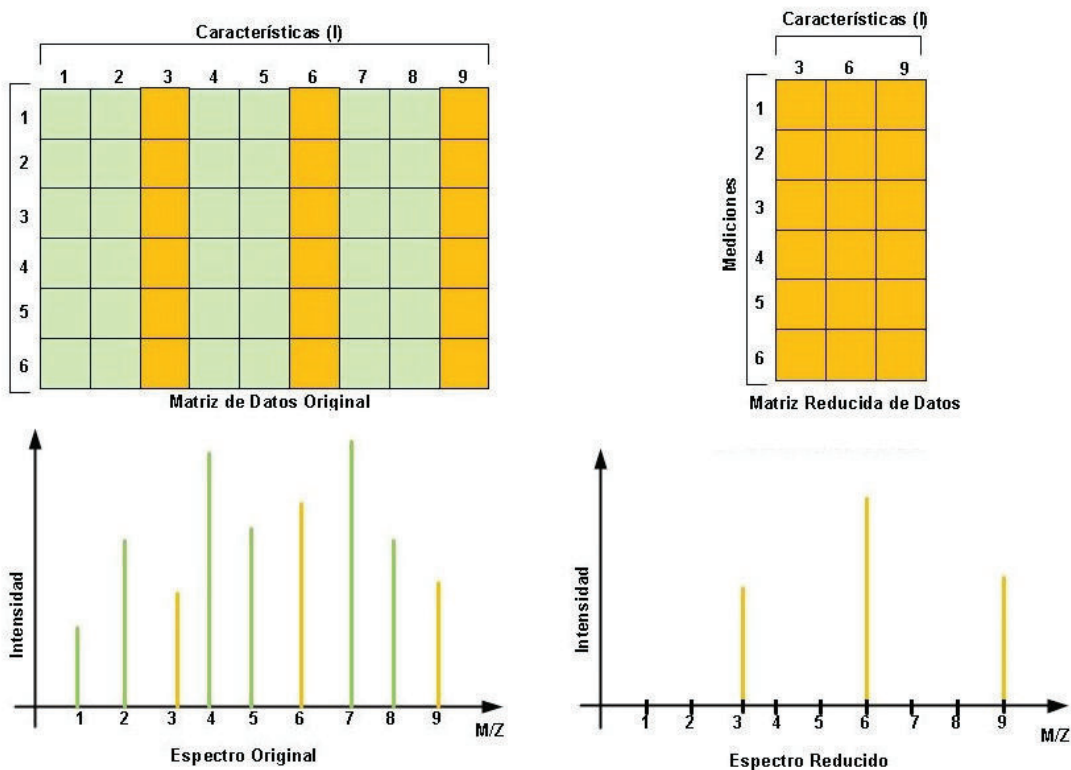 Características (I)
1 2 3 4 5 6 7 8 9
1
2
3
4
5
6
Matriz de Datos Original
Característica (I)
3 6 9
Mediciones
1
2
3
4
5
6
Matriz Reducida de Datos
Intensidad
1 2 3 4 5 6 7 8 9
M/Z
Espectro Original
Intensidad
1 2 3 4 5 6 7 8 9
M/Z
Espectro Reducido